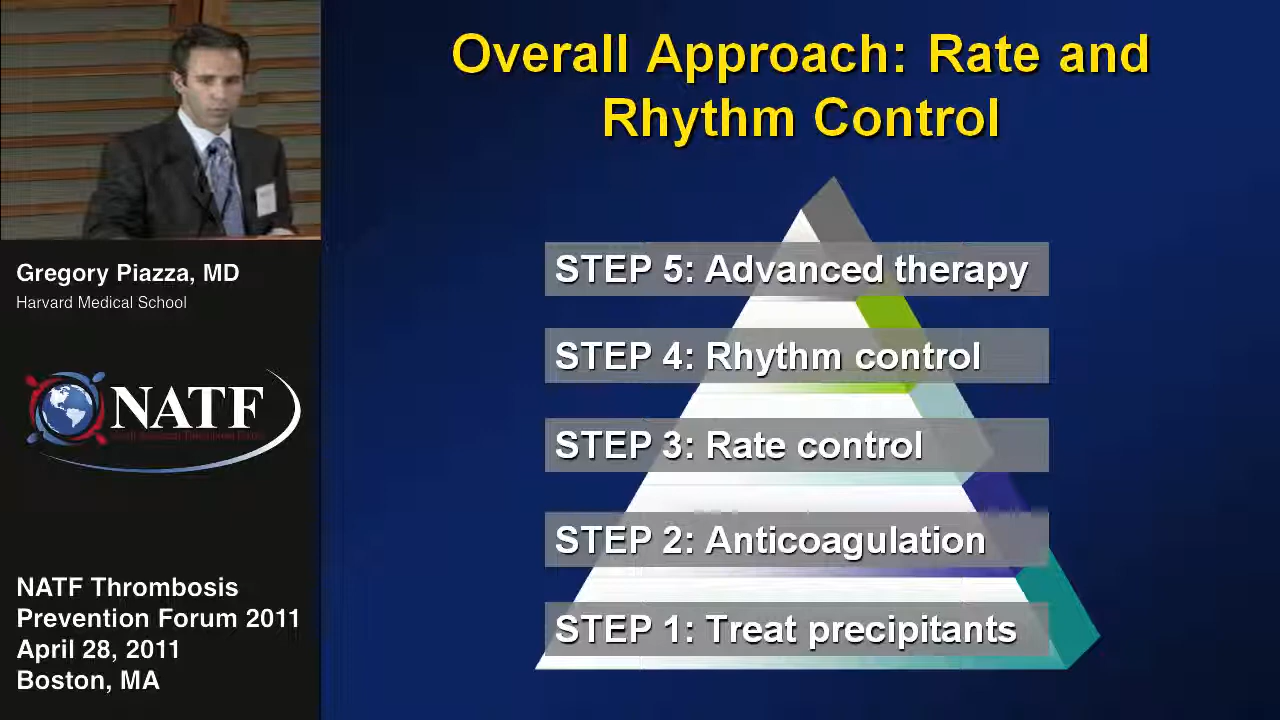 Overall Approach: Rate and
Rhythm Control
STEP 5: Advanced therapy
STEP 4: Rhythm control
STEP 3: Rate control
STEP 2: Anticoagulation
STEP 1: Treat precipitants
Gregory Piazza, MD
Harvard Medical School
NATF
NATF Thrombosis
Prevention Forum 2011
April 28, 2011
Boston, MA